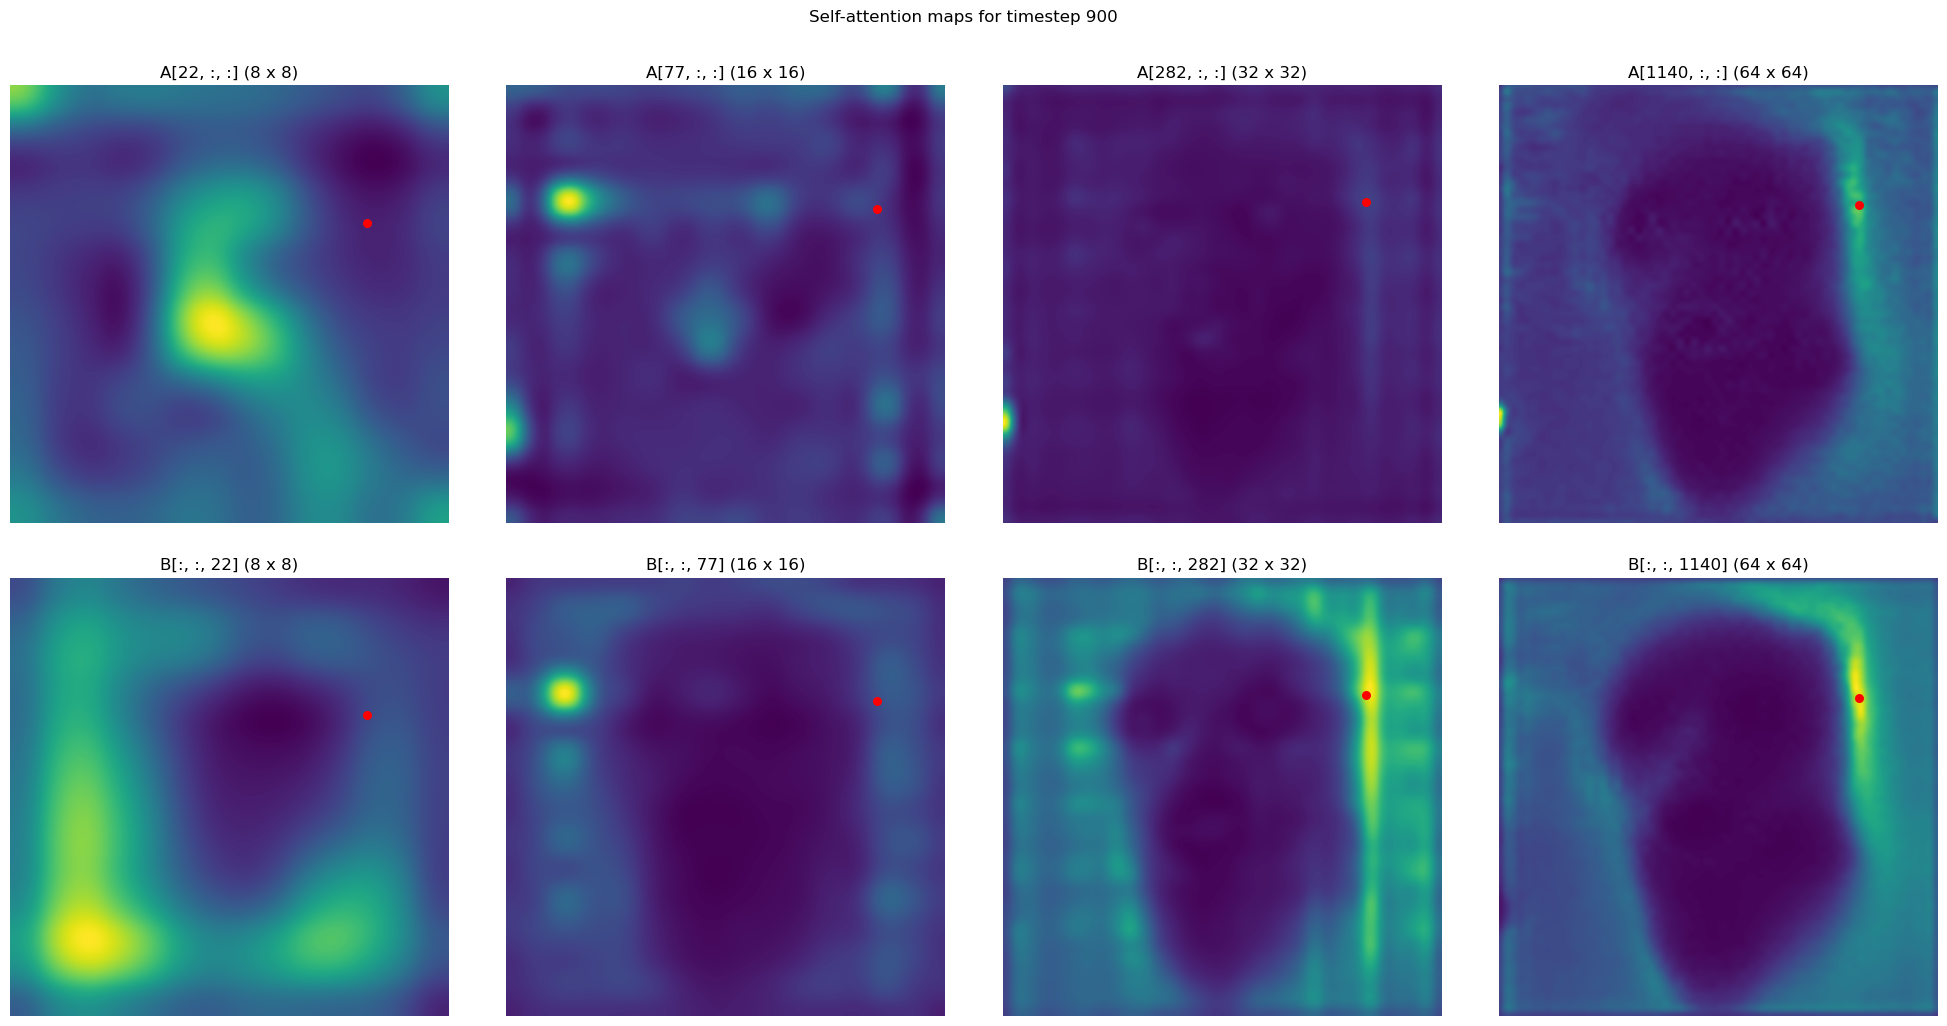 Self-attention maps for timestep 900
A[22, :, :] (8 x 8)
A[77, :, :] (16 x 16)
A[282, :, :] (32 x 32)
A[1140, :, :] (64 x 64)
B[:, :, 22] (8 x 8)
B[:, :, 77] (16 x 16)
B[:, :, 282] (32 x 32)
B[:, :, 1140] (64 x 64)